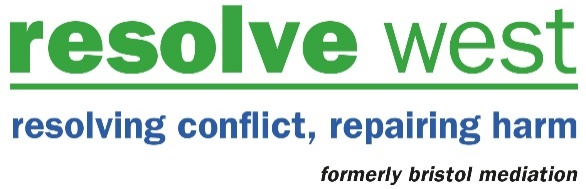 resolve west
resolving conflict, repairing harm
formerly bristol mediation